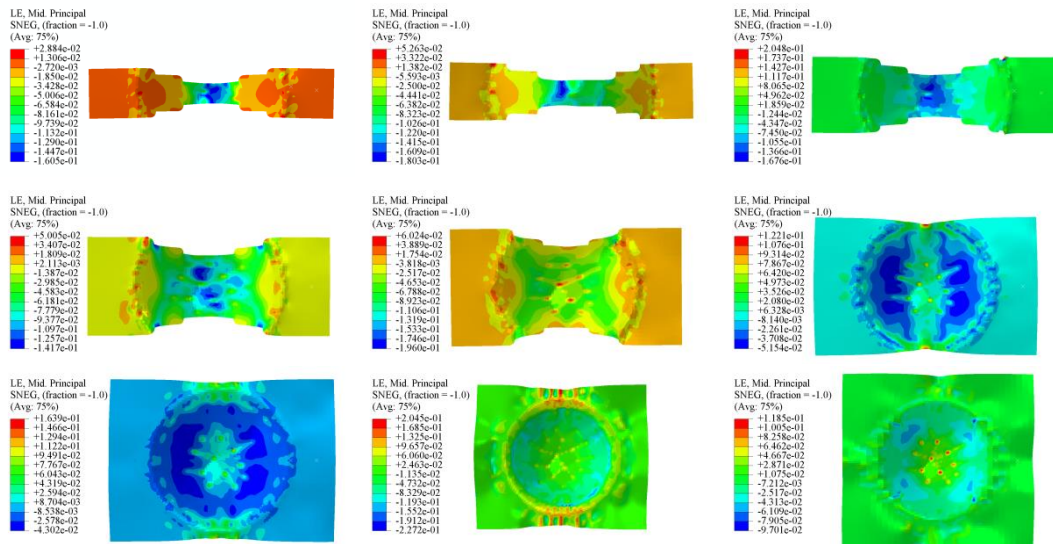 LE, Mid. Principal
SNEG, (fraction = -1.0)
(Avg: 75%)
+2.884e-02
+1.306e-02
-2.720e-03
-1.850e-02
-3.428e-02
-5.006e-02
-6.584e-02
-8.161e-02
-9.739e-02
-1.132e-01
-1.290e-01
-1.447e-01
-1.605e-01
LE, Mid. Principal
SNEG, (fraction = -1.0)
(Avg: 75%)
+5.263e-02
+3.322e-02
+1.382e-02
-5.593e-03
-2.500e-02
-4.441e-02
-6.382e-02
-8.323e-02
-1.026e-01
-1.220e-01
-1.415e-01
-1.609e-01
-1.803e-01
LE, Mid. Principal
SNEG, (fraction = -1.0)
(Avg: 75%)
+2.048e-01
+1.737e-01
+1.427e-01
+1.117e-01
+8.065e-02
+4.962e-02
+1.859e-02
-1.244e-02
-4.347e-02
-7.450e-02
-1.055e-01
-1.366e-01
-1.676e-01
LE, Mid. Principal
SNEG, (fraction = -1.0)
(Avg: 75%)
+5.005e-02
+3.407e-02
+1.809e-02
+2.113e-03
-1.387e-02
-2.985e-02
-4.583e-02
-6.181e-02
-7.779e-02
-9.377e-02
-1.097e-01
-1.257e-01
-1.417e-01
LE, Mid. Principal
SNEG, (fraction = -1.0)
(Avg: 75%)
+6.024e-02
+3.889e-02
+1.754e-02
-3.818e-03
-2.517e-02
-4.653e-02
-6.788e-02
-8.923e-02
-1.106e-01
-1.319e-01
-1.533e-01
-1.746e-01
-1.960e-01
LE, Mid. Principal
SNEG, (fraction = -1.0)
(Avg: 75%)
+1.221e-01
+1.076e-01
+9.314e-02
+7.867e-02
+6.420e-02
+4.973e-02
+3.526e-02
+2.080e-02
+6.328e-03
-8.140e-03
-2.261e-02
-3.708e-02
-5.154e-02
LE, Mid. Principal
SNEG, (fraction = -1.0)
(Avg: 75%)
+1.639e-01
+1.466e-01
+1.294e-01
+1.122e-01
+9.491e-02
+7.767e-02
+6.043e-02
+4.319e-02
+2.594e-02
+8.704e-03
-8.538e-03
-2.578e-02
-4.302e-02
LE, Mid. Principal
SNEG, (fraction = -1.0)
(Avg: 75%)
+2.045e-01
+1.685e-01
+1.325e-01
+9.657e-02
+6.060e-02
+2.463e-02
-1.135e-02
-4.732e-02
-8.329e-02
-1.193e-01
-1.552e-01
-1.912e-01
-2.272e-01
LE, Mid. Principal
SNEG, (fraction = -1.0)
(Avg: 75%)
+1.185e-01
+1.005e-01
+8.258e-02
+6.462e-02
+4.667e-02
+2.871e-02
+1.075e-02
-7.212e-03
-2.517e-02
-4.313e-02
-6.109e-02
-7.905e-02
-9.701e-02